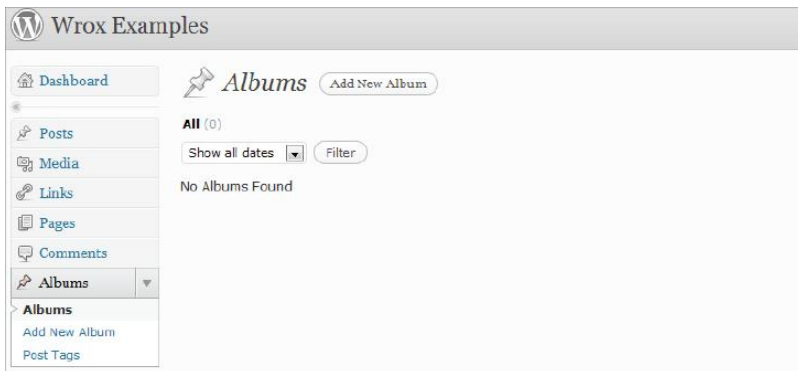 Wrox Examples
Dashboard
Posts
Media
Links
Pages
Comments
Albums
Albums
Add New Album
Post Tags
Albums Add New Album
All (0)
Show all dates Filter
No Albums Found